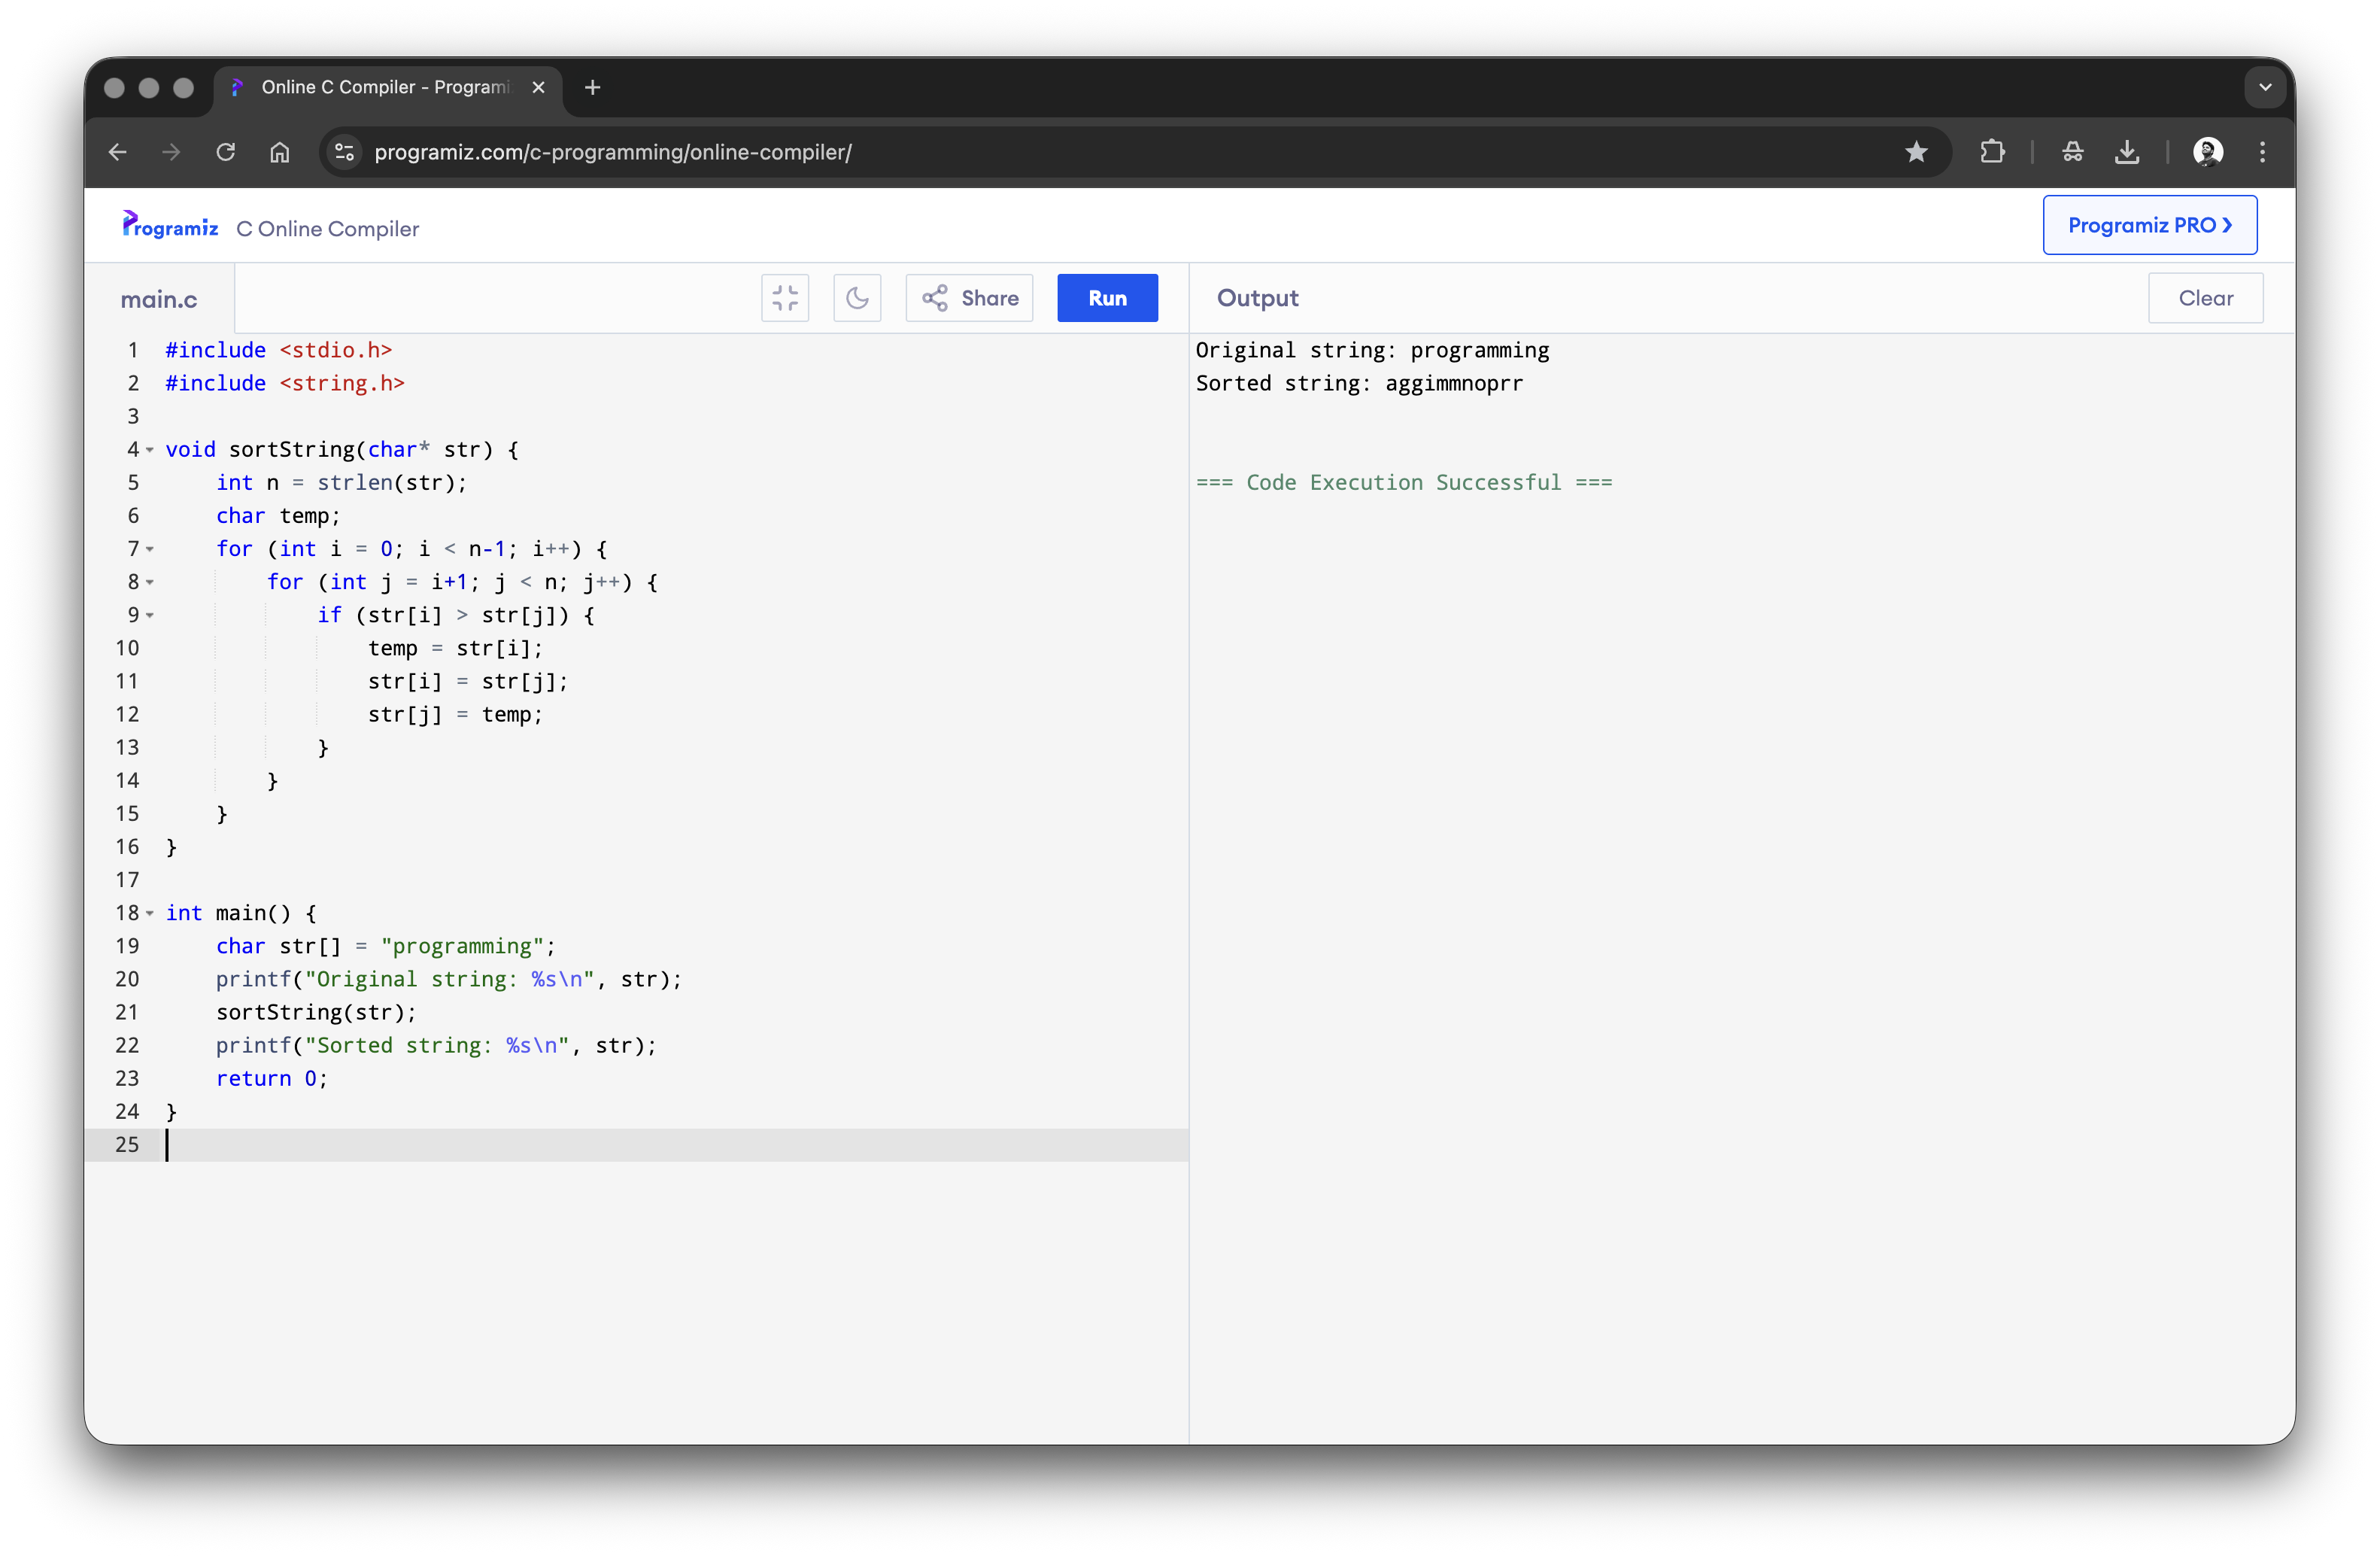 Online C Compiler - Programi
programiz.com/c-programming/online-compiler/
Programiz C Online Compiler
Programiz PRO ❯
main.c
Share
Run
Output
Clear
1 #include <stdio.h>
2 #include <string.h>
3
4 void sortString(char* str) {
5     int n = strlen(str);
6     char temp;
7     for (int i = 0; i < n-1; i++) {
8         for (int j = i+1; j < n; j++) {
9             if (str[i] > str[j]) {
10                 temp = str[i];
11                 str[i] = str[j];
12                 str[j] = temp;
13             }
14         }
15     }
16 }
17
18 int main() {
19     char str[] = "programming";
20     printf("Original string: %s\n", str);
21     sortString(str);
22     printf("Sorted string: %s\n", str);
23     return 0;
24 }
25
Original string: programming
Sorted string: aggimmnoprr
=== Code Execution Successful ===